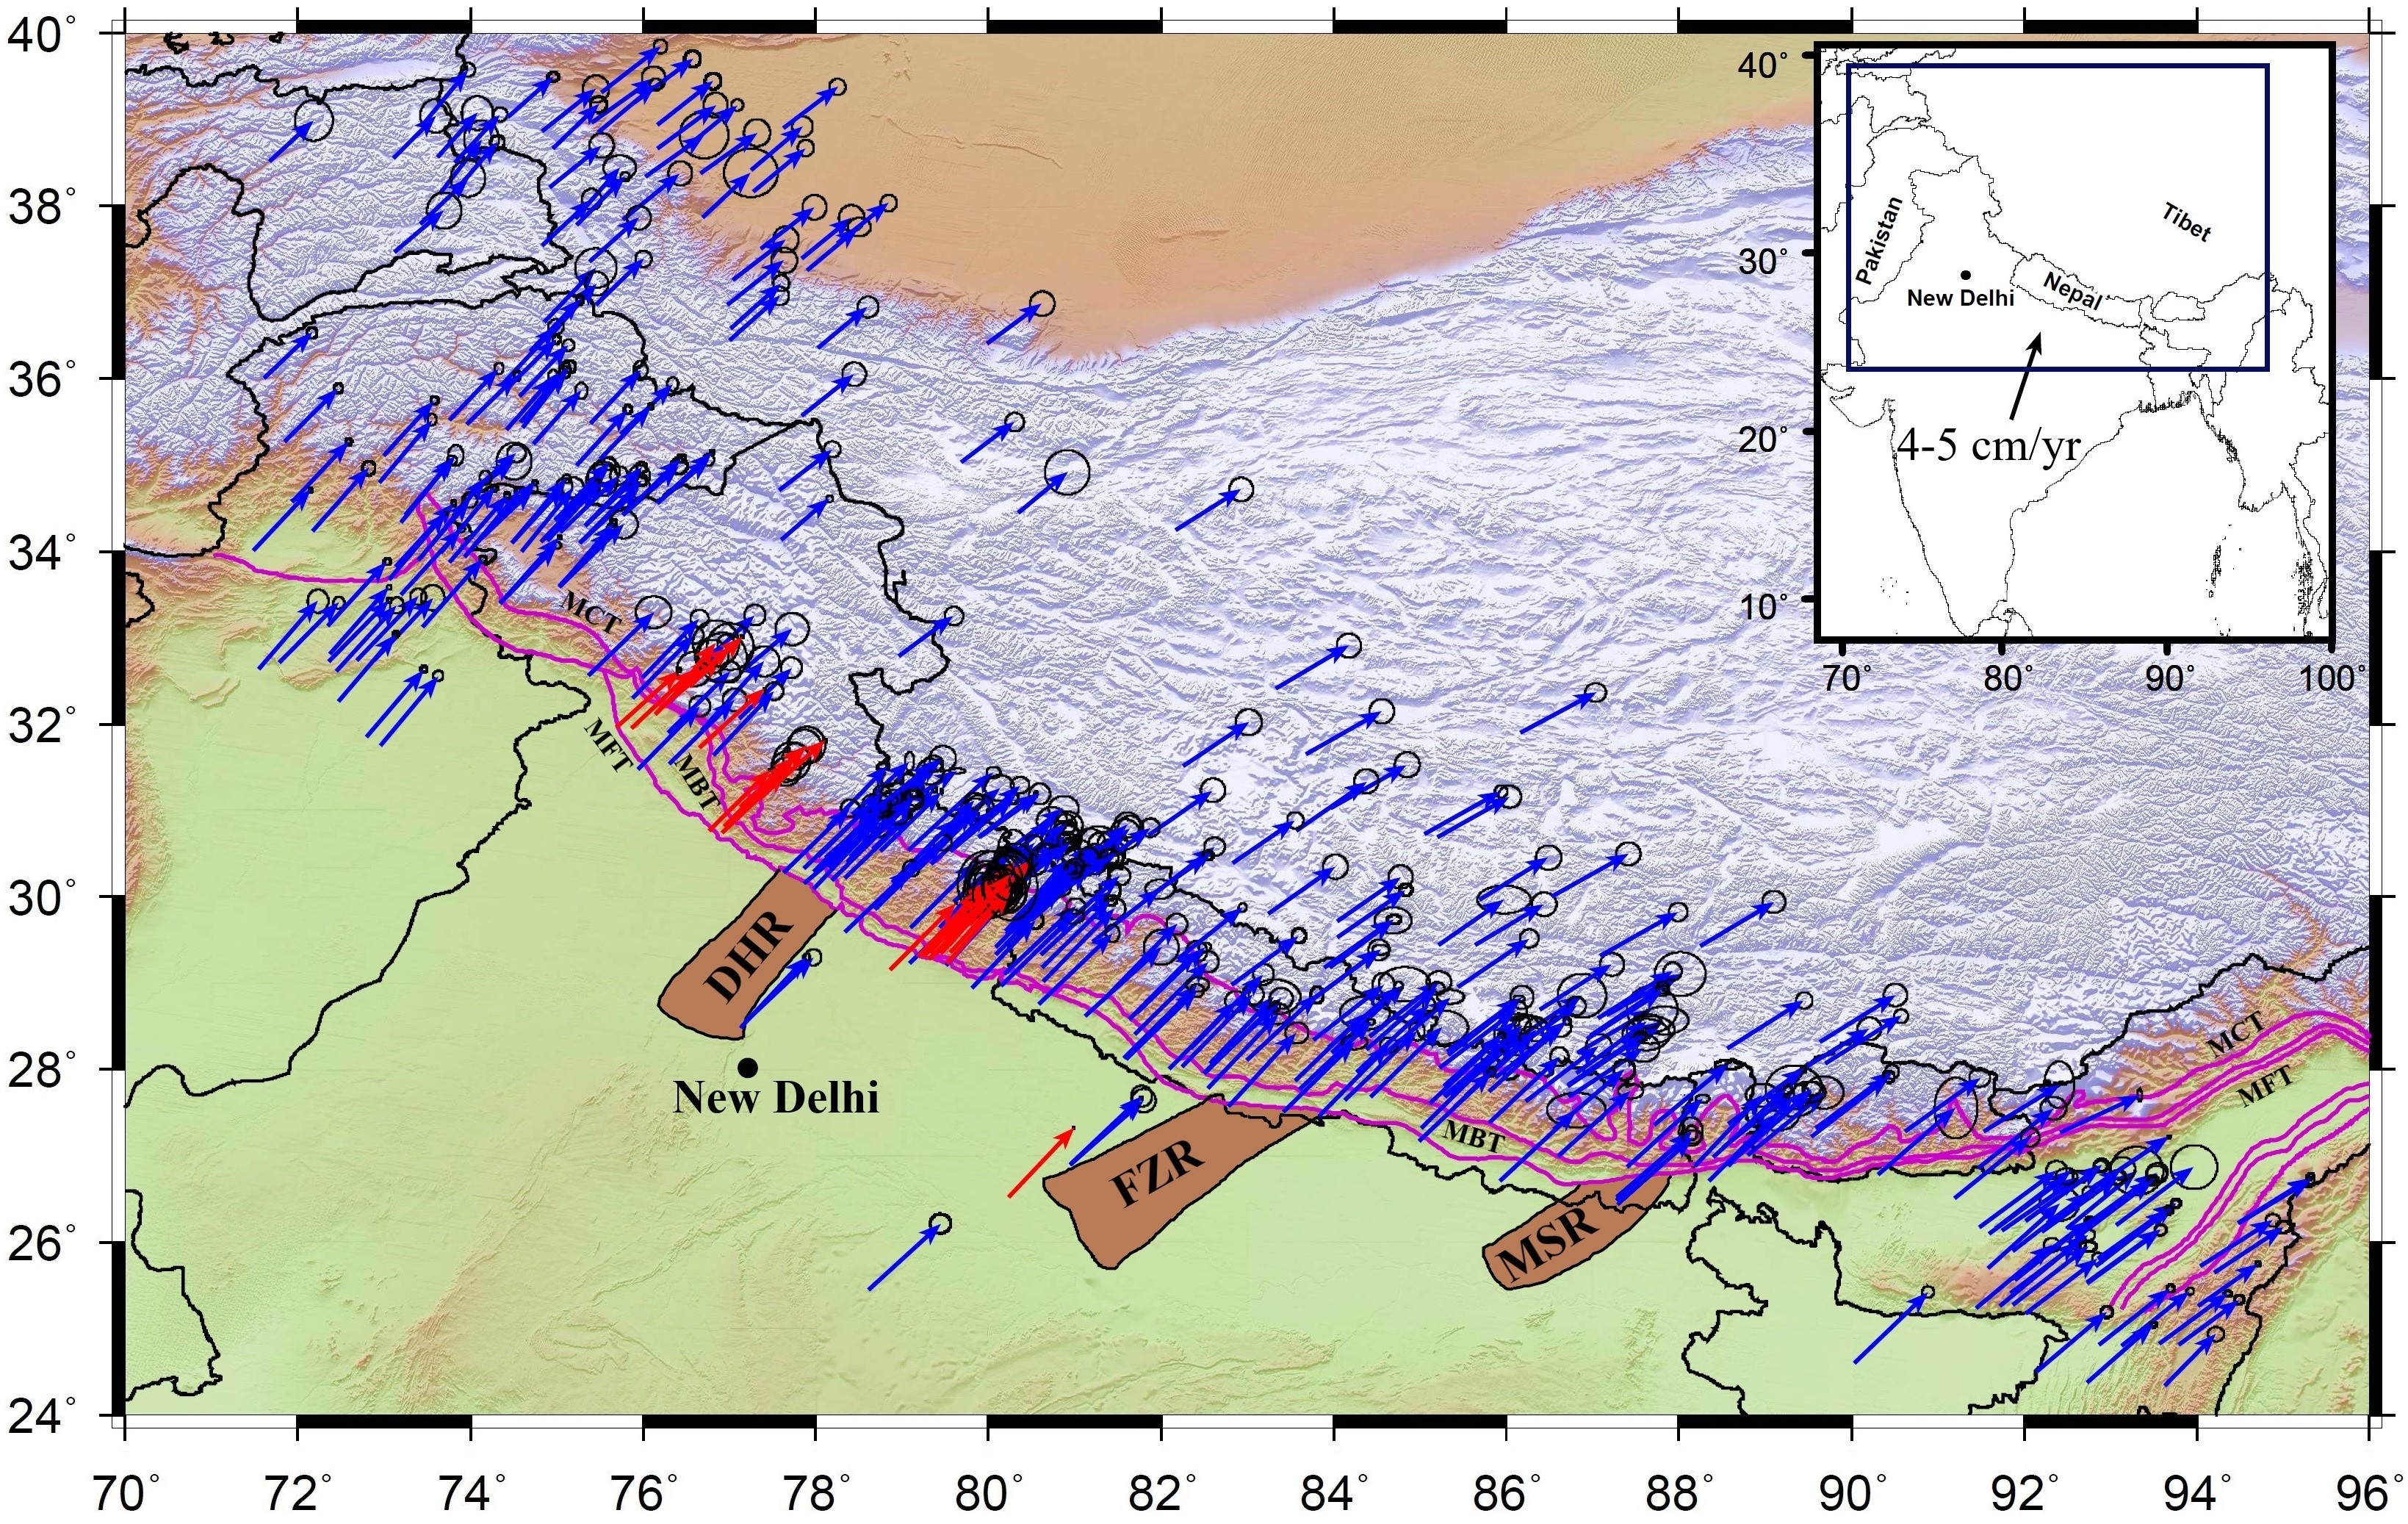 40°
38°
36°
34°
32°
30°
28°
26°
24°
70°
72°
74°
76°
78°
80°
82°
84°
86°
88°
90°
92°
94°
96°
MCT
MFT
MBT
DHR
New Delhi
FZR
MSR
MBT
MCT
MFT
40°
30°
20°
10°
70°
80°
90°
100°
Pakistan
Tibet
Nepal
New Delhi
4-5 cm/yr